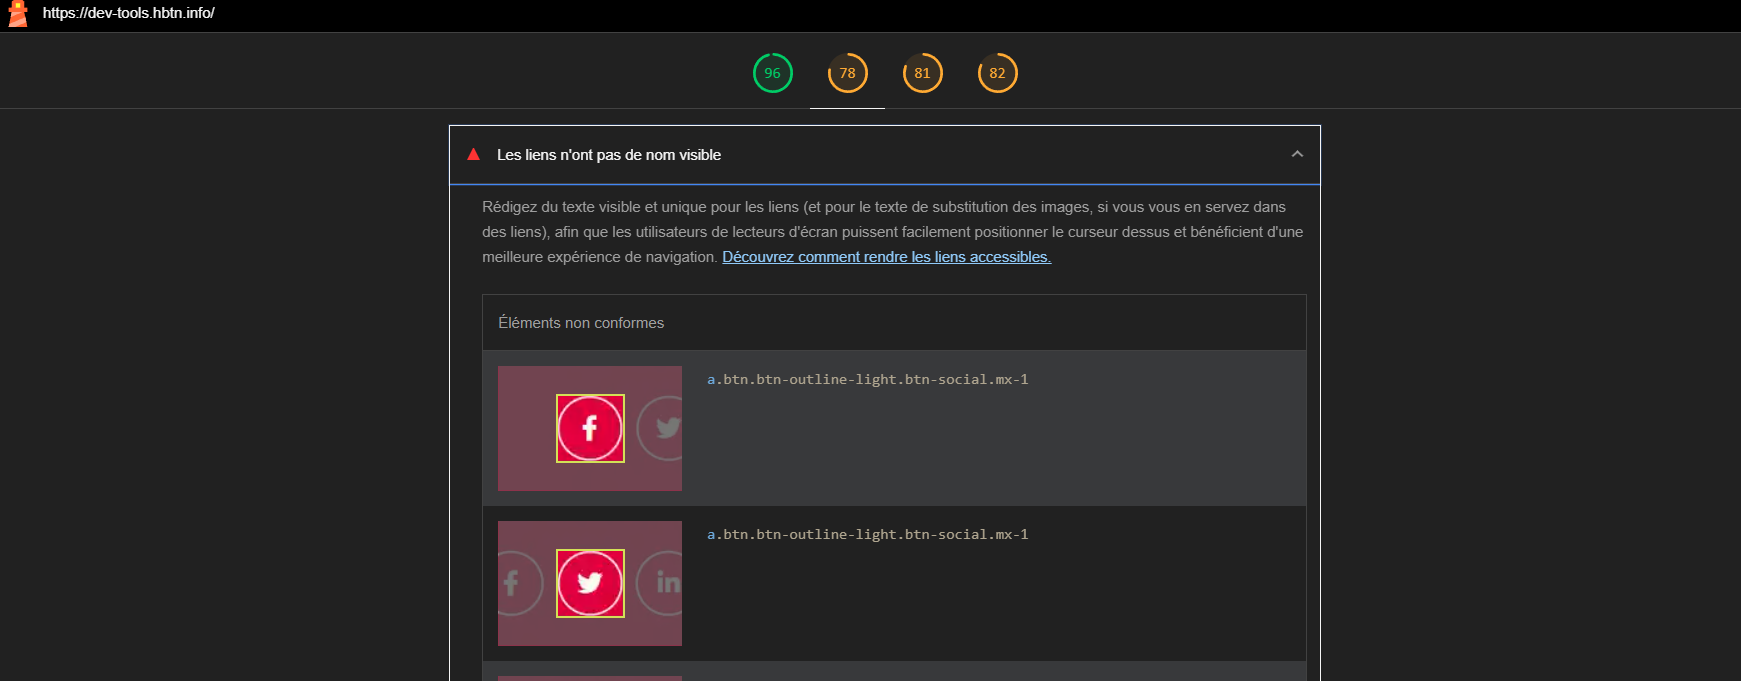 https://dev-tools.hbtn.info/
96 78 81 82
Les liens n'ont pas de nom visible
Rédigez du texte visible et unique pour les liens (et pour le texte de substitution des images, si vous vous en servez dans
des liens), afin que les utilisateurs de lecteurs d'écran puissent facilement positionner le curseur dessus et bénéficient d'une
meilleure expérience de navigation. Découvrez comment rendre les liens accessibles.
Éléments non conformes
a.btn.btn-outline-light.btn-social.mx-1
a.btn.btn-outline-light.btn-social.mx-1